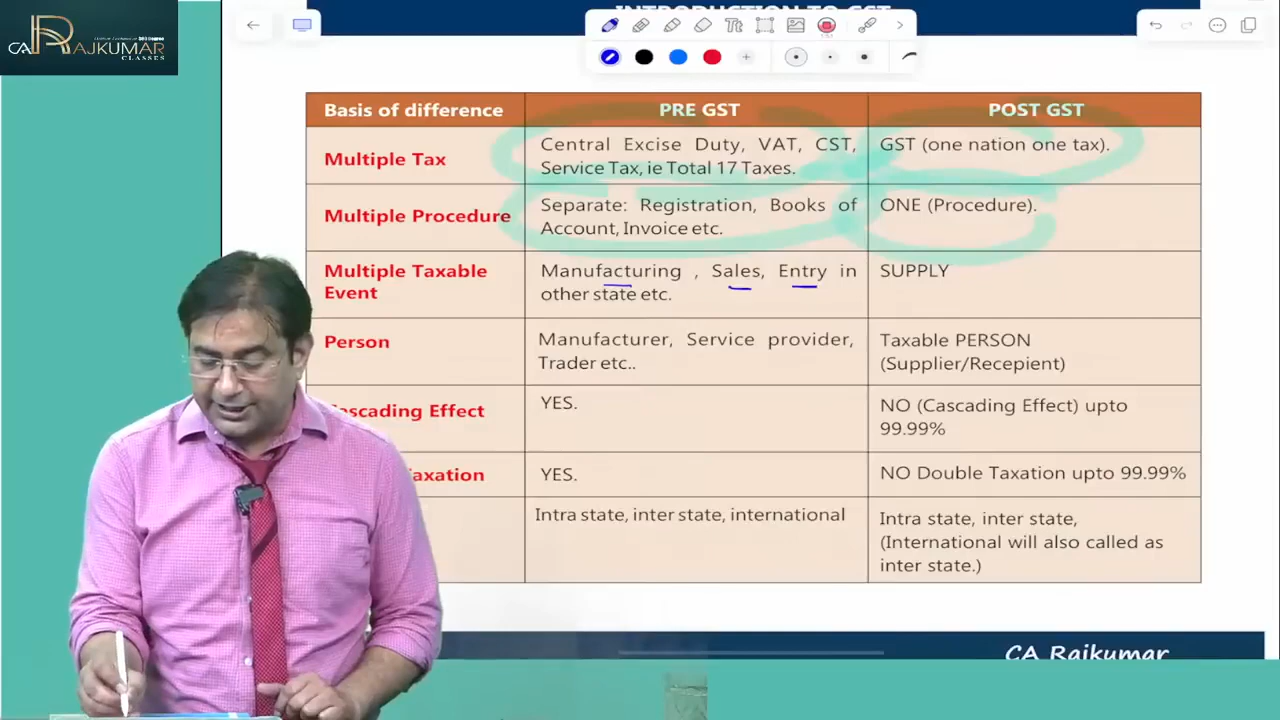 INTRODUCTION TO GST
CA RAJKUMAR
CLASSES
Tt
Basis of difference
PRE GST
POST GST
Multiple Tax
Central Excise Duty, VAT, CST,
Service Tax, ie Total 17 Taxes.
GST (one nation one tax).
Multiple Procedure
Separate: Registration, Books of
Account, Invoice etc.
ONE (Procedure).
Multiple Taxable
Event
Manufacturing , Sales, Entry in
other state etc.
SUPPLY
Person
Manufacturer, Service provider,
Trader etc..
Taxable PERSON
(Supplier/Recepient)
ascading Effect
YES.
NO (Cascading Effect) upto
99.99%
axation
YES.
NO Double Taxation upto 99.99%
Intra state, inter state, international
Intra state, inter state,
(International will also called as
inter state.)
CA Rajkumar